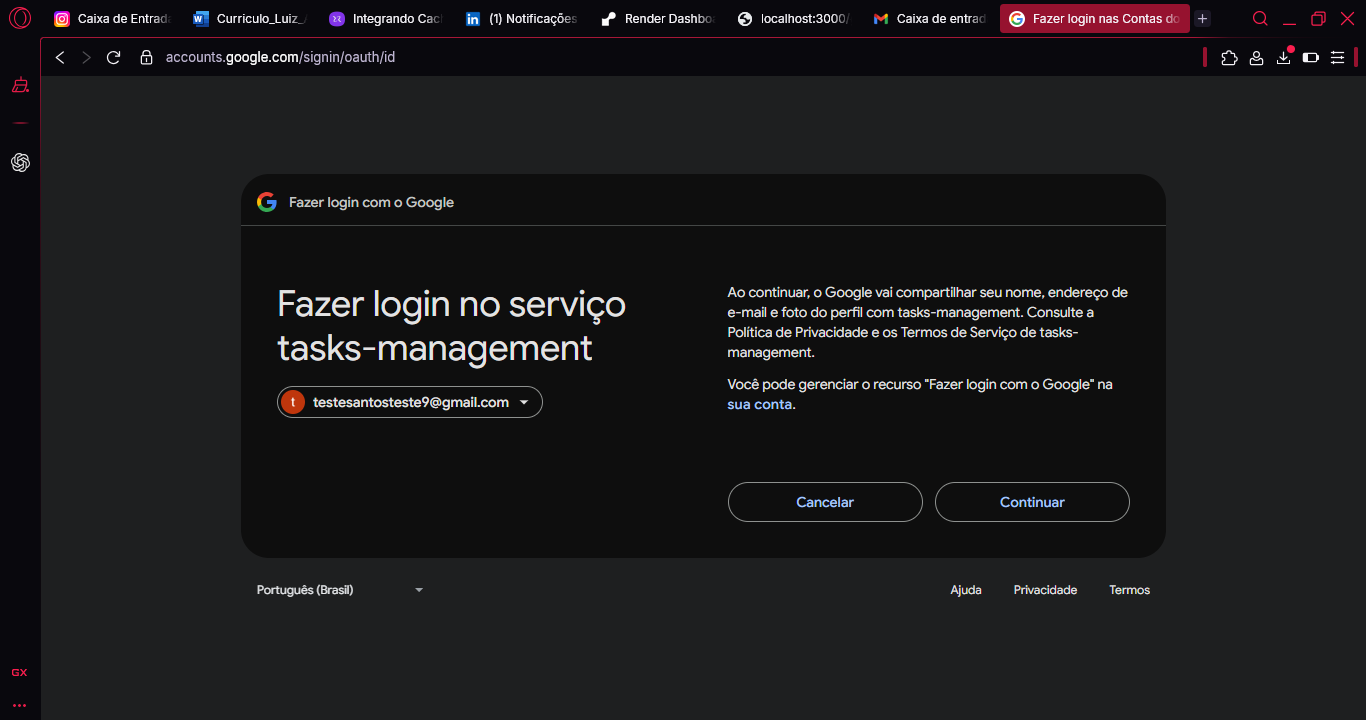 Caixa de Entrada
Curriculo_Luiz_
Integrando Cac
(1) Notificações
Render Dashbo
localhost:3000/
Caixa de entrad
Fazer login nas Contas do
accounts.google.com/signin/oauth/id
Fazer login com o Google
Fazer login no serviço
tasks-management
t
testesantosteste9@gmail.com
Ao continuar, o Google vai compartilhar seu nome, endereço de
e-mail e foto do perfil com tasks-management. Consulte a
Política de Privacidade e os Termos de Serviço de tasks-
management.
Você pode gerenciar o recurso "Fazer login com o Google" na
sua conta.
Cancelar
Continuar
Português (Brasil)
Ajuda
Privacidade
Termos
GX